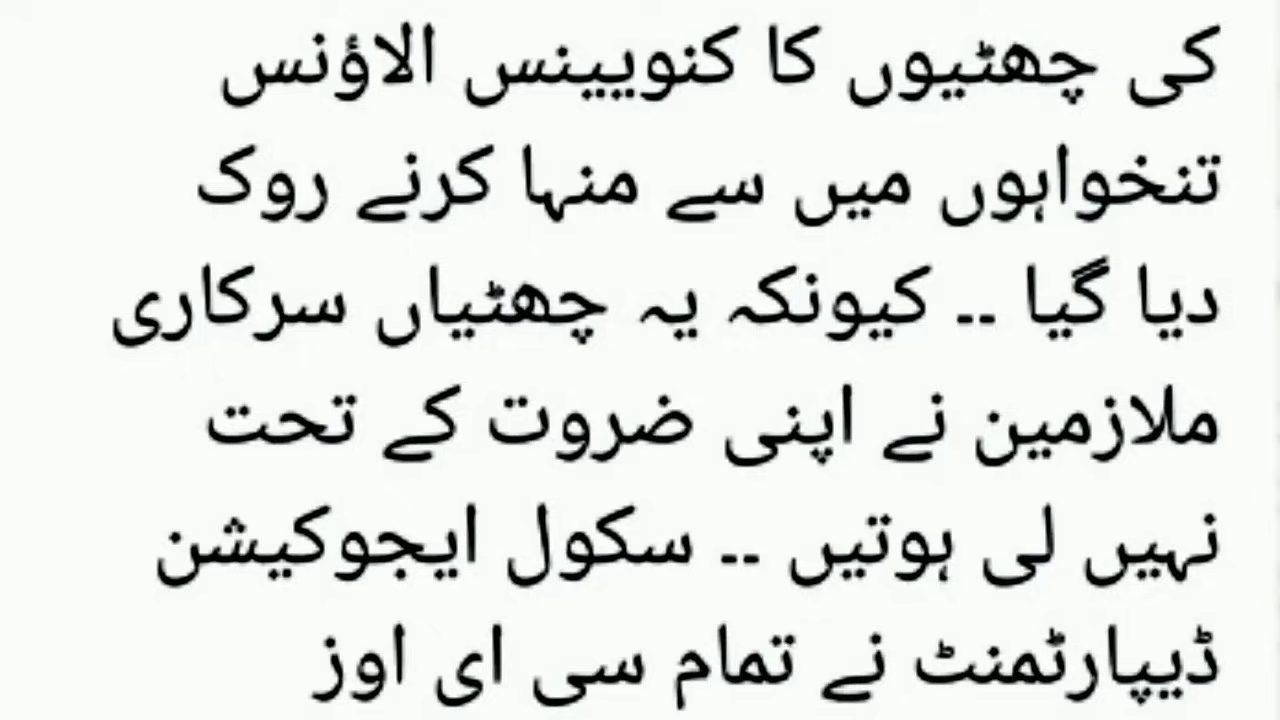 کی چھٹیوں کا کنویینس الاؤنس
تنخواہوں میں سے منہا کرنے روک
دیا گیا -- کیونکہ یہ چھٹیاں سرکاری
ملازمین نے اپنی ضروت کے تحت
نہیں لی ہوتیں -- سکول ایجوکیشن
ڈیپارٹمنٹ نے تمام سی ای اوز